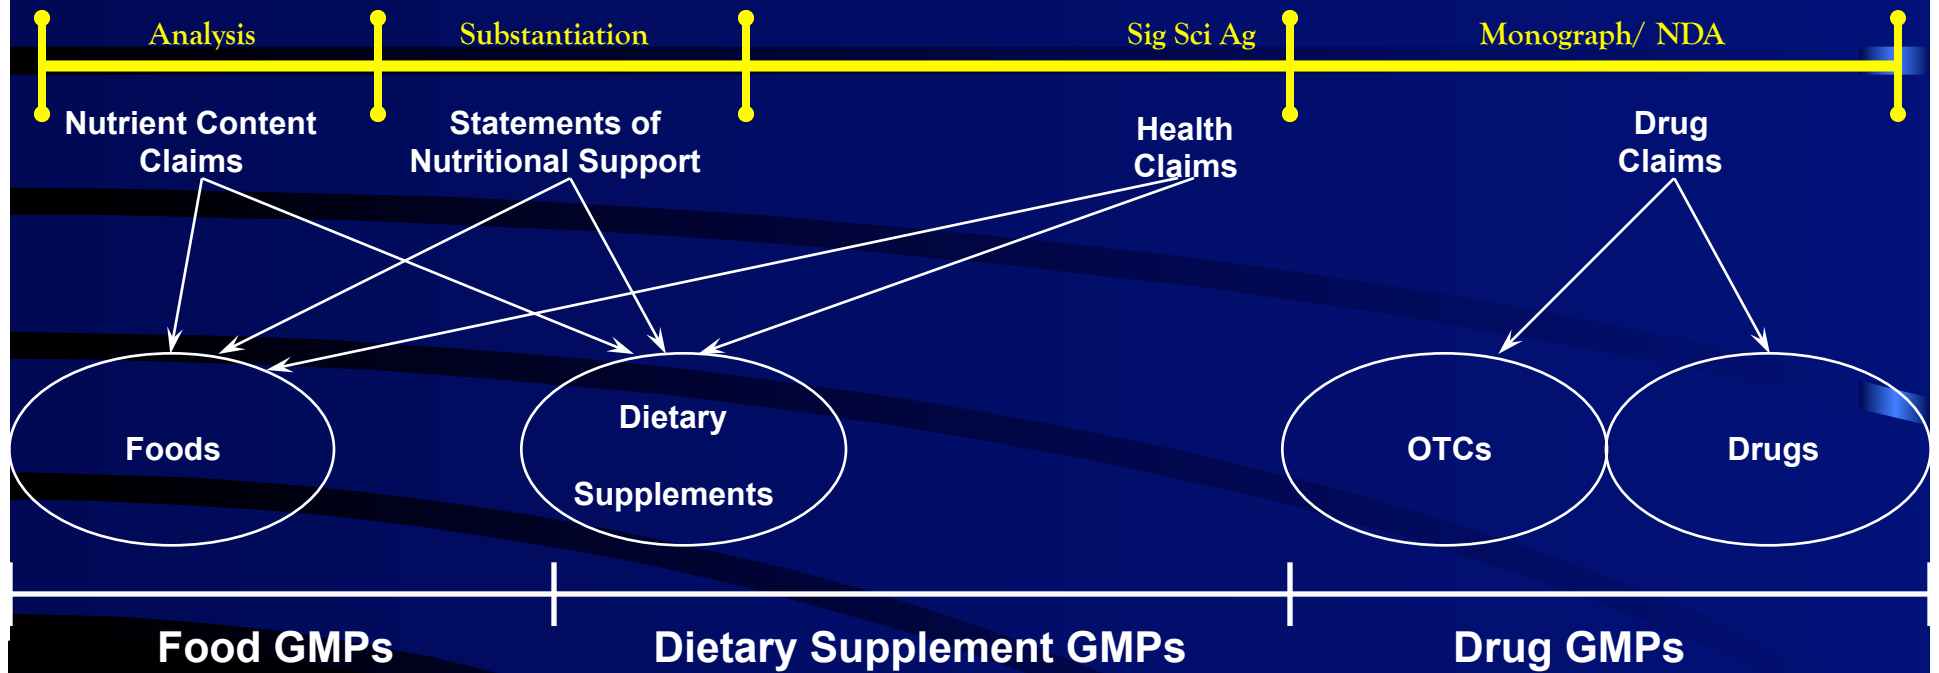 Analysis
Substantiation
Sig Sci Ag
Monograph/ NDA
Nutrient Content
Claims
Statements of
Nutritional Support
Health
Claims
Drug
Claims
Foods
Dietary
Supplements
OTCs
Drugs
Food GMPs
Dietary Supplement GMPs
Drug GMPs